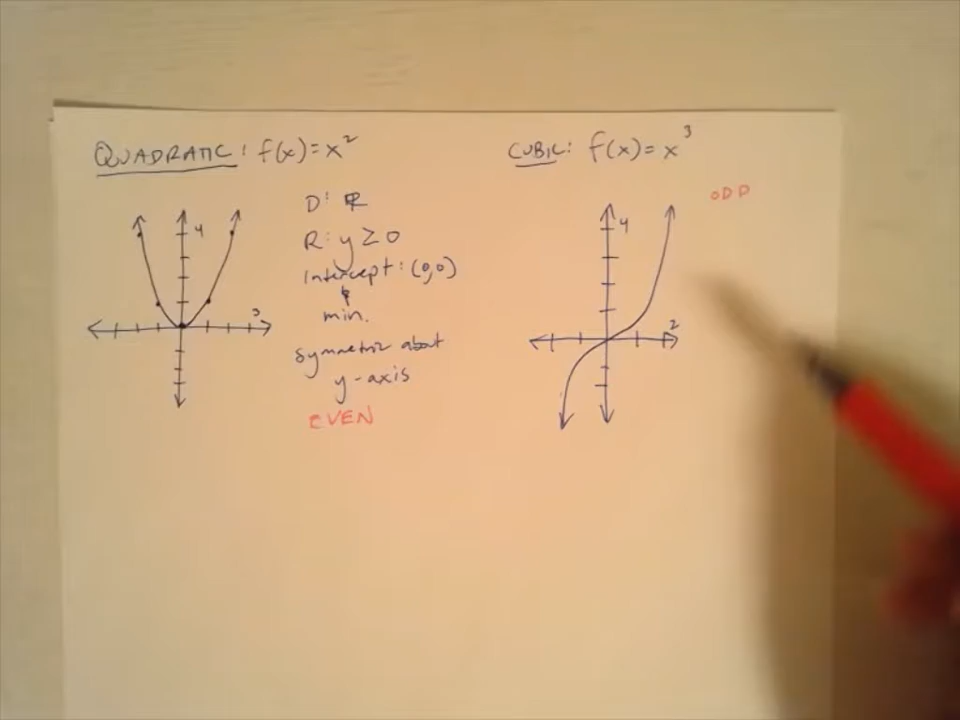 QUADRATIC: f(x)=x²
D: ℝ
R: y≥0
intercept: (0,0)
&
min.
symmetric about
y-axis
EVEN
4
3
CUBIC: f(x)=x³
ODD
4
2